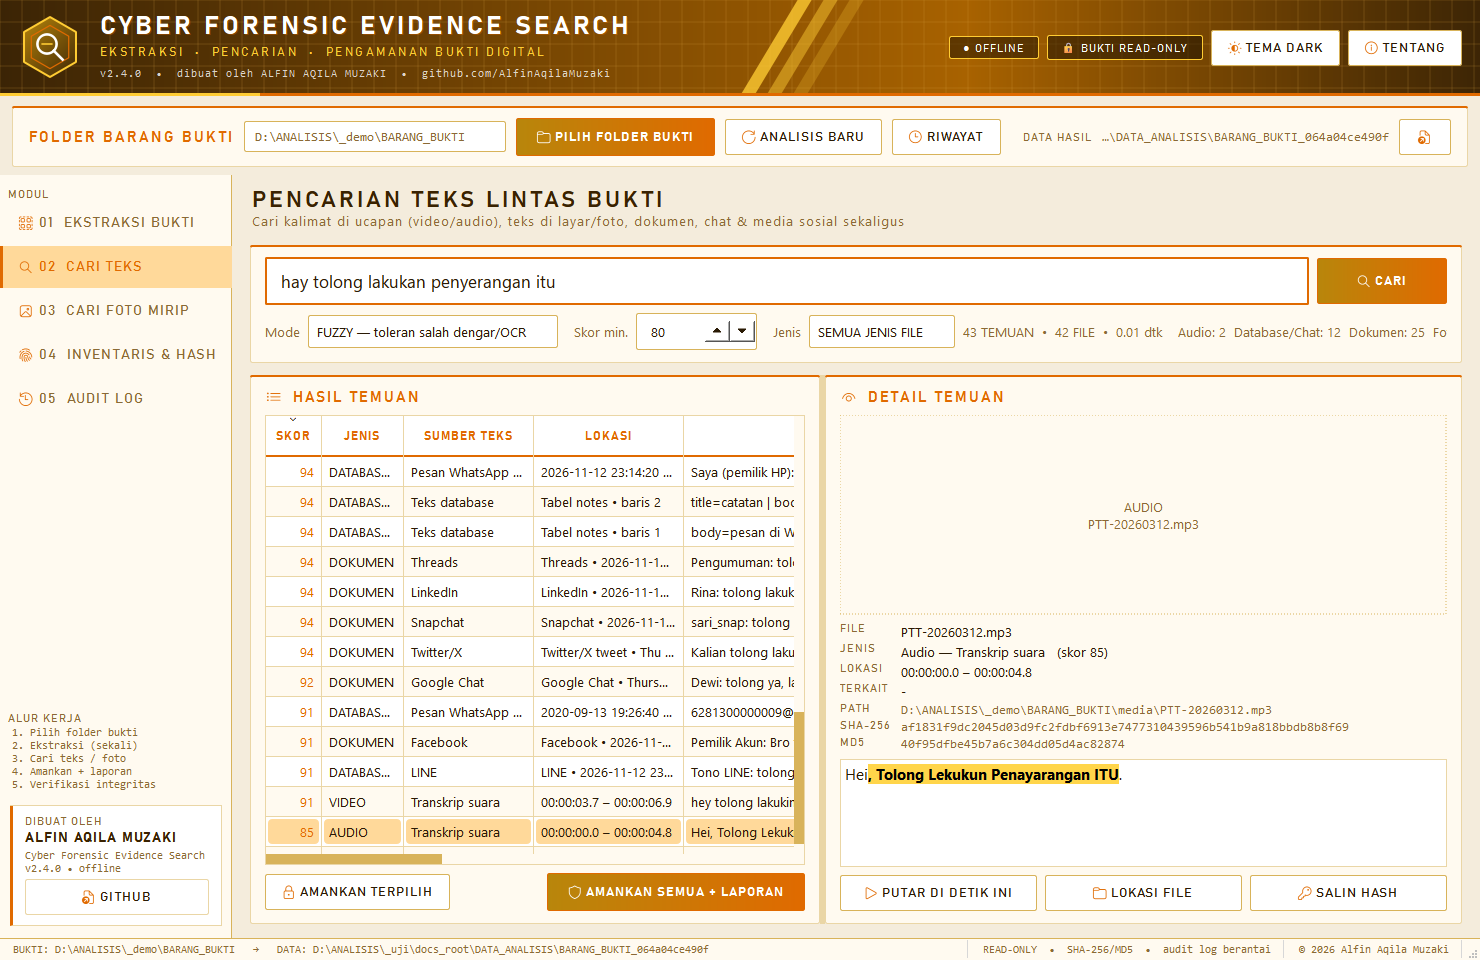 CYBER FORENSIC EVIDENCE SEARCH
EKSTRAKSI · PENCARIAN · PENGAMANAN BUKTI DIGITAL
v2.4.0 • dibuat oleh ALFIN AQILA MUZAKI • github.com/AlfinAqilaMuzaki
• OFFLINE
BUKTI READ-ONLY
TEMA DARK
TENTANG
FOLDER BARANG BUKTI
D:\ANALISIS\_demo\BARANG_BUKTI
PILIH FOLDER BUKTI
ANALISIS BARU
RIWAYAT
DATA HASIL …\DATA_ANALISIS\BARANG_BUKTI_064a04ce490f
MODUL
01 EKSTRAKSI BUKTI
02 CARI TEKS
03 CARI FOTO MIRIP
04 INVENTARIS & HASH
05 AUDIT LOG
ALUR KERJA
1. Pilih folder bukti
2. Ekstraksi (sekali)
3. Cari teks / foto
4. Amankan + laporan
5. Verifikasi integritas
DIBUAT OLEH
ALFIN AQILA MUZAKI
Cyber Forensic Evidence Search
v2.4.0 • offline
GITHUB
PENCARIAN TEKS LINTAS BUKTI
Cari kalimat di ucapan (video/audio), teks di layar/foto, dokumen, chat & media sosial sekaligus
hay tolong lakukan penyerangan itu
CARI
Mode FUZZY — toleran salah dengar/OCR Skor min. 80 Jenis SEMUA JENIS FILE 43 TEMUAN • 42 FILE • 0.01 dtk Audio: 2 Database/Chat: 12 Dokumen: 25 Fo
HASIL TEMUAN
SKOR JENIS SUMBER TEKS LOKASI
94 DATABAS... Pesan WhatsApp ... 2026-11-12 23:14:20 ... Saya (pemilik HP):
94 DATABAS... Teks database Tabel notes • baris 2 title=catatan | boc
94 DATABAS... Teks database Tabel notes • baris 1 body=pesan di W
94 DOKUMEN Threads Threads • 2026-11-1... Pengumuman: tol
94 DOKUMEN LinkedIn LinkedIn • 2026-11-1... Rina: tolong lakuk
94 DOKUMEN Snapchat Snapchat • 2026-11-1... sari_snap: tolong
94 DOKUMEN Twitter/X Twitter/X tweet • Thu ... Kalian tolong laku
92 DOKUMEN Google Chat Google Chat • Thurs... Dewi: tolong ya, la
91 DATABAS... Pesan WhatsApp ... 2020-09-13 19:26:40 ... 6281300000009@
91 DOKUMEN Facebook Facebook • 2026-11-... Pemilik Akun: Bro
91 DATABAS... LINE LINE • 2026-11-12 23... Tono LINE: tolong
91 VIDEO Transkrip suara 00:00:03.7 – 00:00:06.9 hey tolong lakukin
85 AUDIO Transkrip suara 00:00:00.0 – 00:00:04.8 Hei, Tolong Lekuk
AMANKAN TERPILIH
AMANKAN SEMUA + LAPORAN
DETAIL TEMUAN
AUDIO
PTT-20260312.mp3
FILE PTT-20260312.mp3
JENIS Audio — Transkrip suara (skor 85)
LOKASI 00:00:00.0 – 00:00:04.8
TERKAIT -
PATH D:\ANALISIS\_demo\BARANG_BUKTI\media\PTT-20260312.mp3
SHA-256 af1831f9dc2045d03d9fc2fdbf6913e7477310439596b541b9a818bbdb8b8f69
MD5 40f95dfbe45b7a6c304dd05d4ac82874
Hei, Tolong Lekukun Penayarangan ITU.
PUTAR DI DETIK INI
LOKASI FILE
SALIN HASH
BUKTI: D:\ANALISIS\_demo\BARANG_BUKTI → DATA: D:\ANALISIS\_uji\docs_root\DATA_ANALISIS\BARANG_BUKTI_064a04ce490f
READ-ONLY • SHA-256/MD5 • audit log berantai
© 2026 Alfin Aqila Muzaki